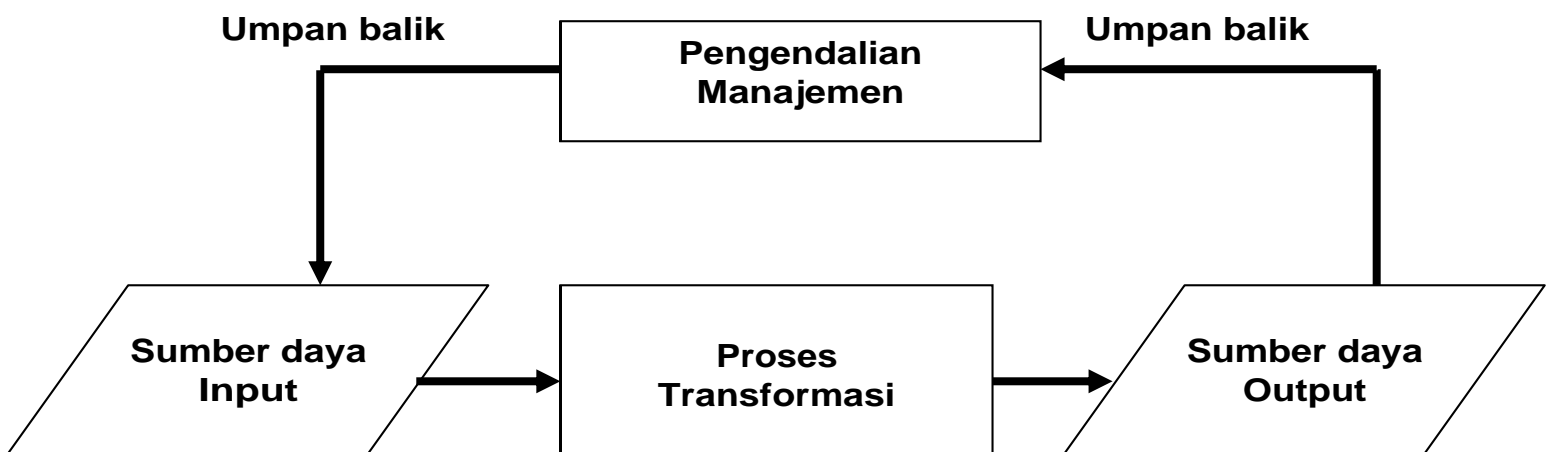 Umpan balik
Pengendalian
Manajemen
Umpan balik
Sumber daya
Input
Proses
Transformasi
Sumber daya
Output